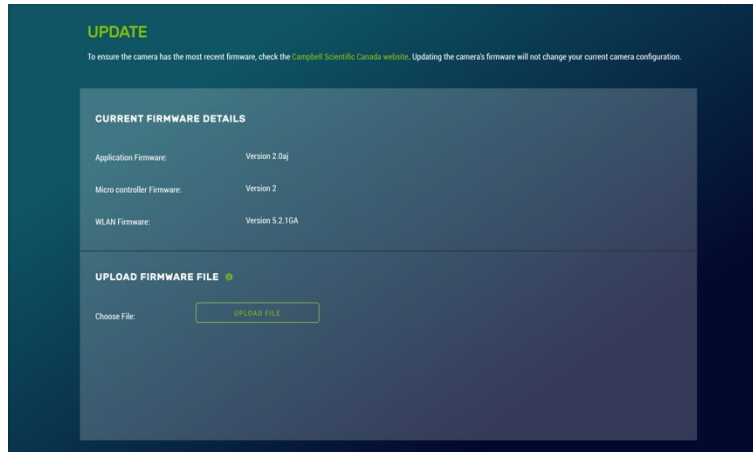 UPDATE
To ensure the camera has the most recent firmware, check the Campbell Scientific Canada website. Updating the camera's firmware will not change your current camera configuration.
CURRENT FIRMWARE DETAILS
Application Firmware: Version 2.0aj
Micro controller Firmware: Version 2
WLAN Firmware: Version 5.2.1GA
UPLOAD FIRMWARE FILE
Choose File: UPLOAD FILE